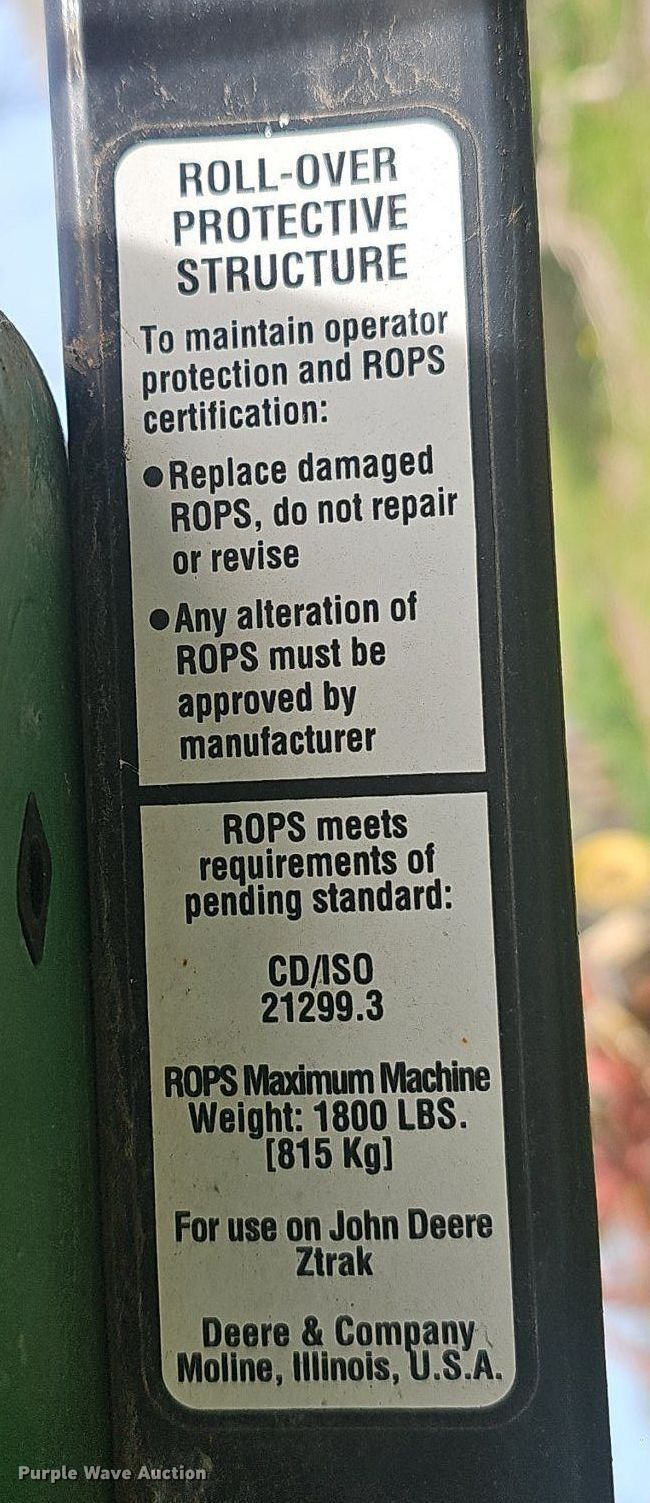 ROLL-OVER
PROTECTIVE
STRUCTURE
To maintain operator
protection and ROPS
certification:
● Replace damaged
ROPS, do not repair
or revise
● Any alteration of
ROPS must be
approved by
manufacturer
ROPS meets
requirements of
pending standard:
CD/ISO
21299.3
ROPS Maximum Machine
Weight: 1800 LBS.
[815 Kg]
For use on John Deere
Ztrak
Deere & Company
Moline, Illinois, U.S.A.
Purple Wave Auction